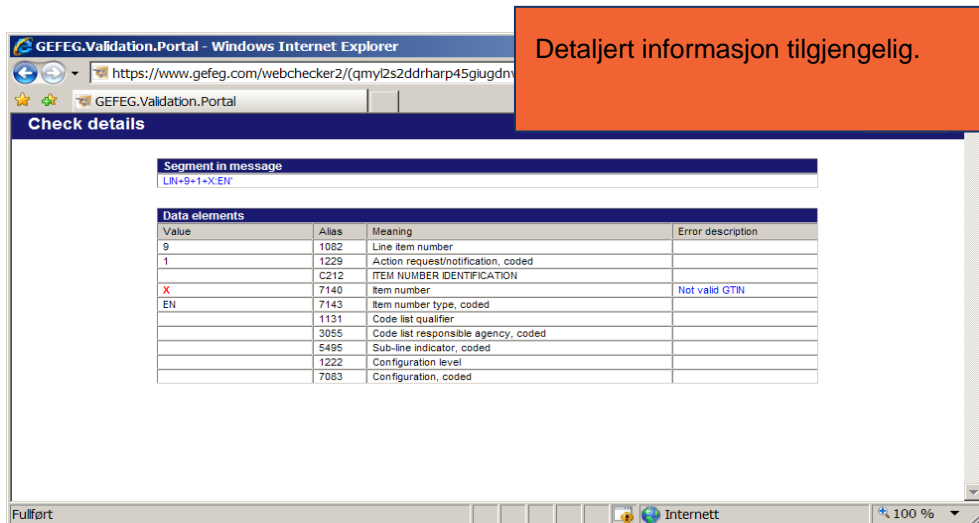 Detaljert informasjon tilgjengelig.
GEFEG.Validation.Portal - Windows Internet Explorer
https://www.gefeg.com/webchecker2/(qmyl2s2ddrharp45giugdn
GEFEG.Validation.Portal
Check details
Segment in message
LIN+9+1+X:EN'
Data elements
Value Alias Meaning Error description
9 1082 Line item number
1 1229 Action request/notification, coded
C212 ITEM NUMBER IDENTIFICATION
X 7140 Item number Not valid GTIN
EN 7143 Item number type, coded
1131 Code list qualifier
3055 Code list responsible agency, coded
5495 Sub-line indicator, coded
1222 Configuration level
7083 Configuration, coded
Fullført Internett 100 %